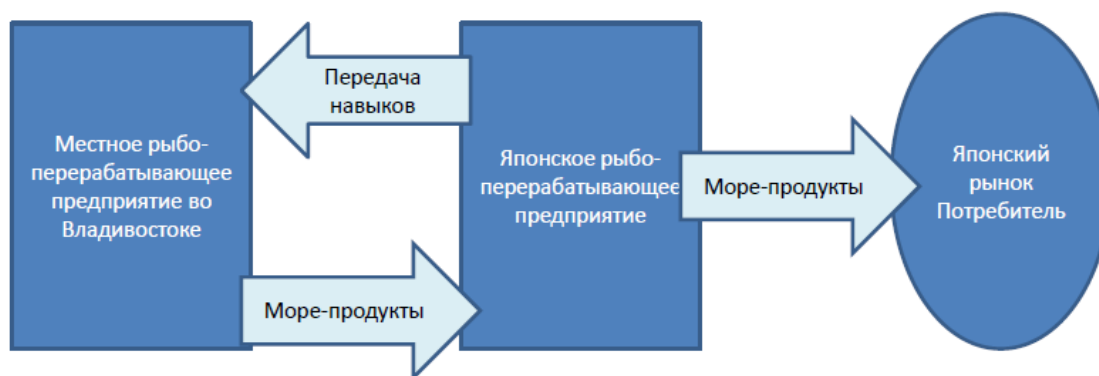 Местное рыбо-
перерабатывающее
предприятие во
Владивостоке
Передача
навыков
Море-продукты
Японское рыбо-
перерабатывающее
предприятие
Море-продукты
Японский
рынок
Потребитель